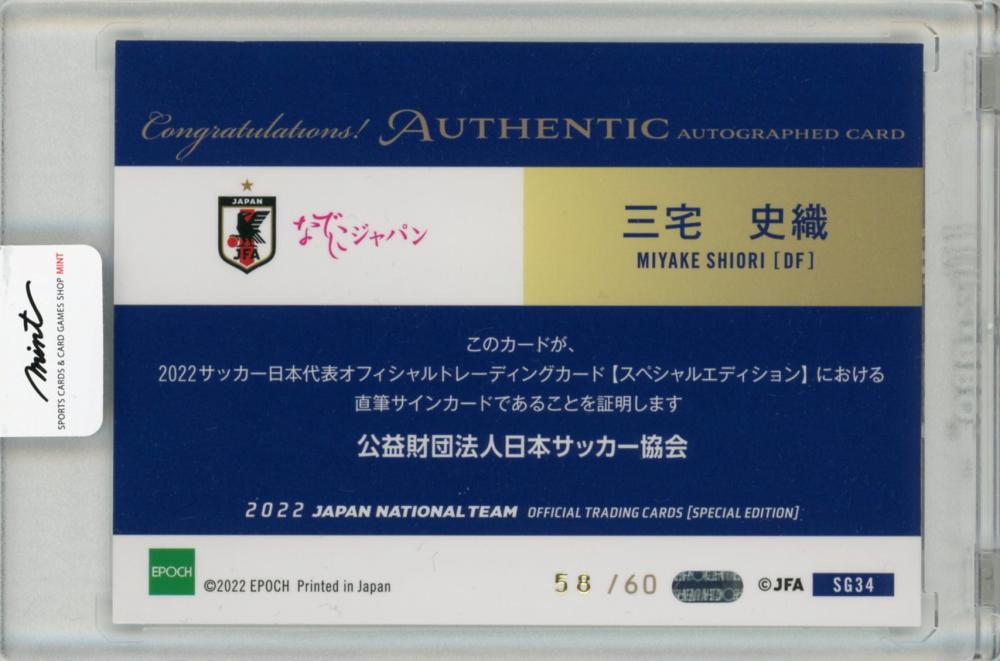 Congratulations! AUTHENTIC AUTOGRAPHED CARD
JAPAN
JFA
なでしこジャパン
三宅 史織
MIYAKE SHIORI [DF]
mint
SPORTS CARDS & CARD GAMES SHOP MINT
このカードが、
2022サッカー日本代表オフィシャルトレーディングカード【スペシャルエディション】における
直筆サインカードであることを証明します
公益財団法人日本サッカー協会
2022 JAPAN NATIONAL TEAM OFFICIAL TRADING CARDS [SPECIAL EDITION]
EPOCH
©2022 EPOCH Printed in Japan
58 /60
©JFA
SG34